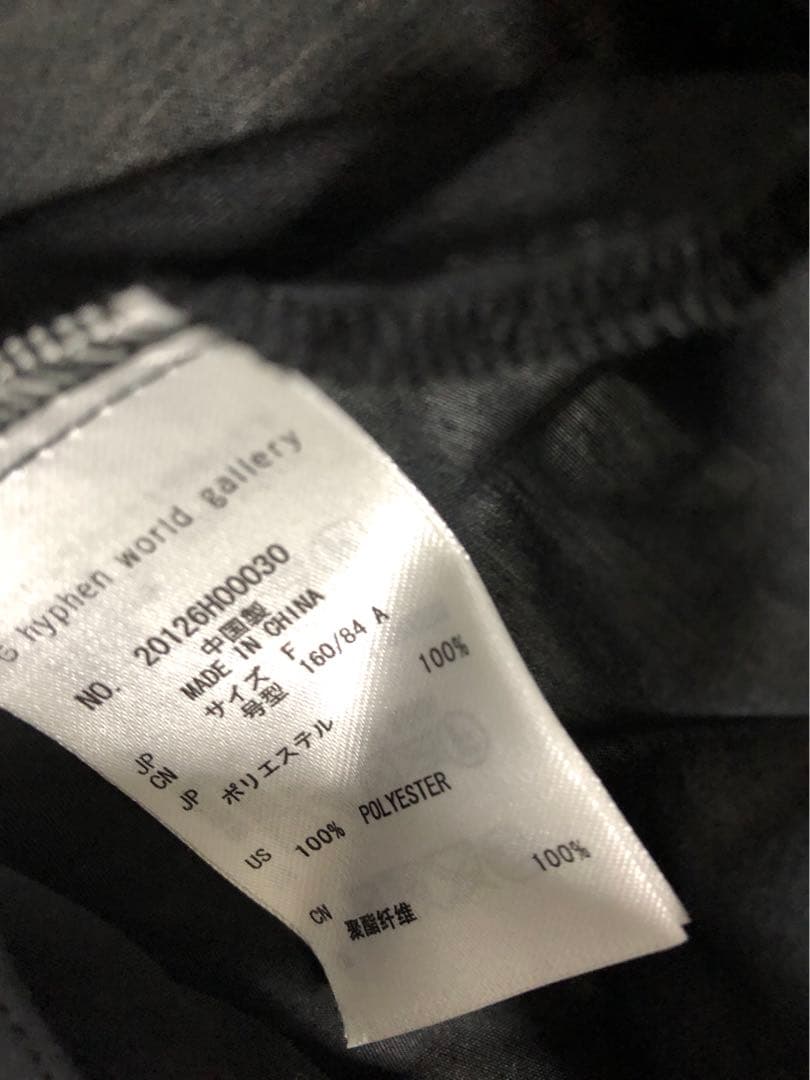 G hyphen world gallery
NO. 20126H00030
中国製
MADE IN CHINA
JP サイズ F
CN 号型 160/84 A
JP ポリエステル 100%
US 100% POLYESTER
CN 聚酯纤维 100%